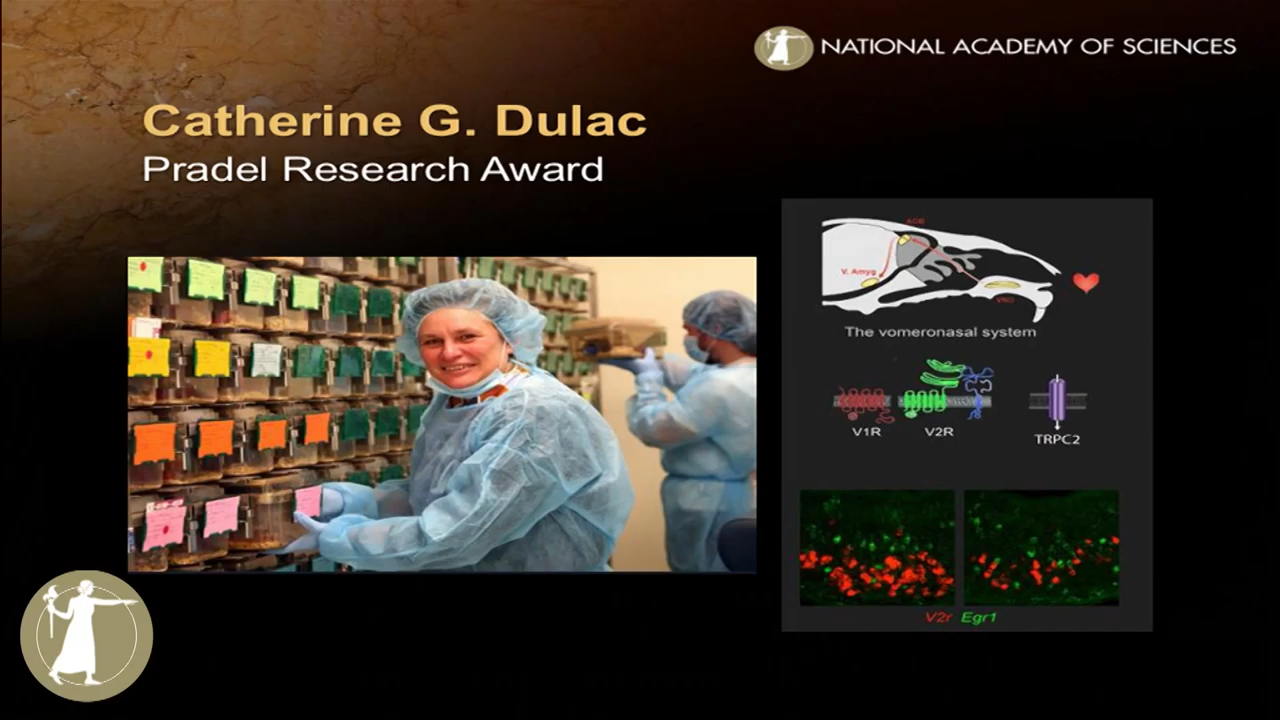 NATIONAL ACADEMY OF SCIENCES
Catherine G. Dulac
Pradel Research Award
AOB
V. Amyg
VNO
The vomeronasal system
V1R
V2R
TRPC2
V2r Egr1